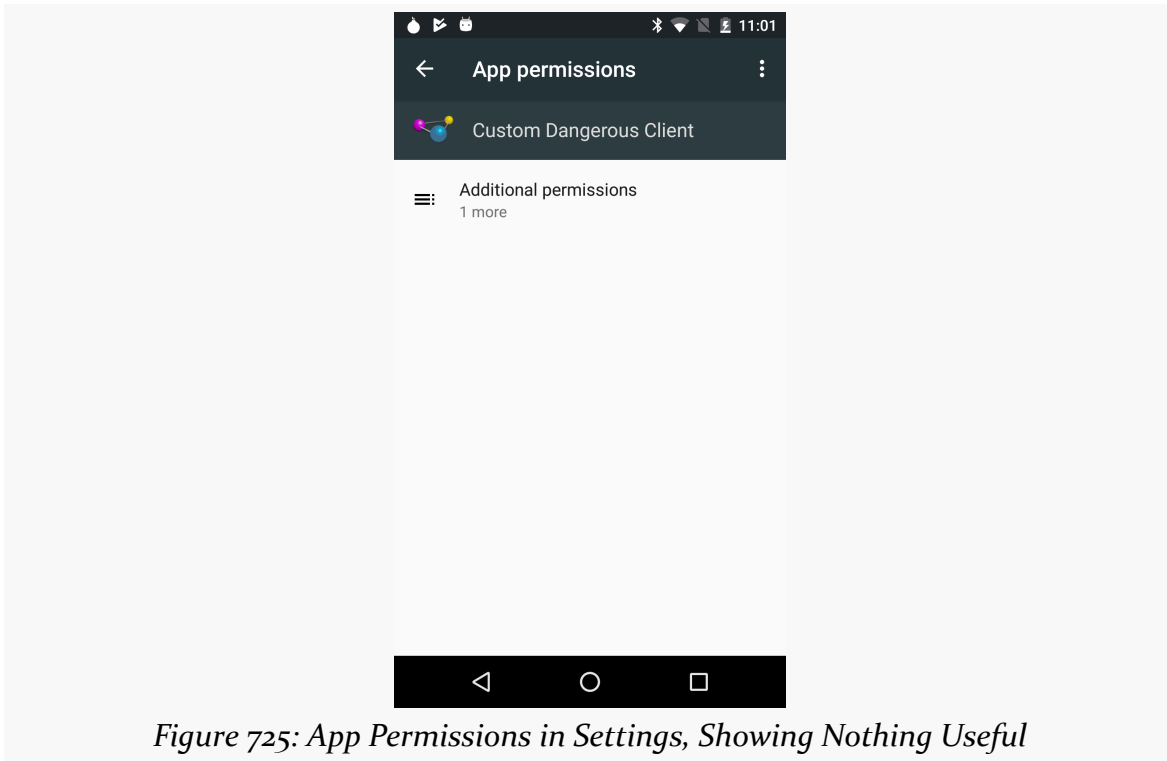 11:01
App permissions
Custom Dangerous Client
Additional permissions
1 more
Figure 725: App Permissions in Settings, Showing Nothing Useful